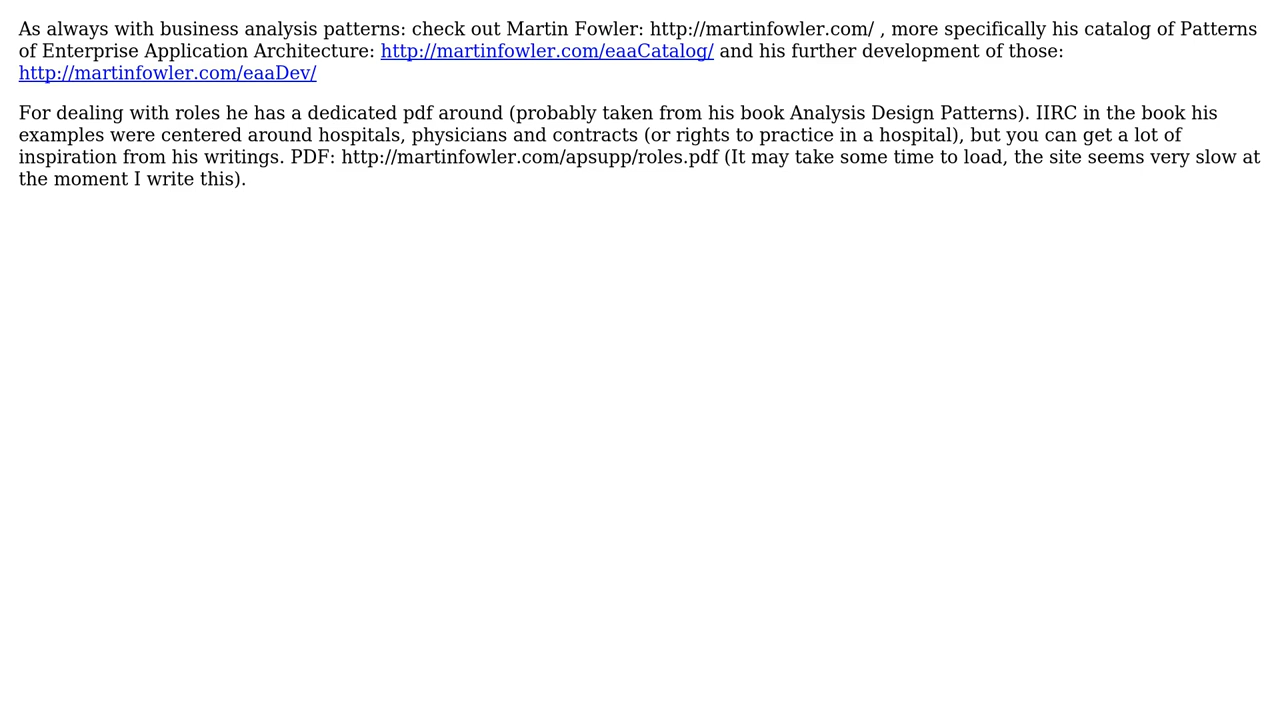 As always with business analysis patterns: check out Martin Fowler: http://martinfowler.com/ , more specifically his catalog of Patterns
of Enterprise Application Architecture: http://martinfowler.com/eaaCatalog/ and his further development of those:
http://martinfowler.com/eaaDev/
For dealing with roles he has a dedicated pdf around (probably taken from his book Analysis Design Patterns). IIRC in the book his
examples were centered around hospitals, physicians and contracts (or rights to practice in a hospital), but you can get a lot of
inspiration from his writings. PDF: http://martinfowler.com/apsupp/roles.pdf (It may take some time to load, the site seems very slow at
the moment I write this).